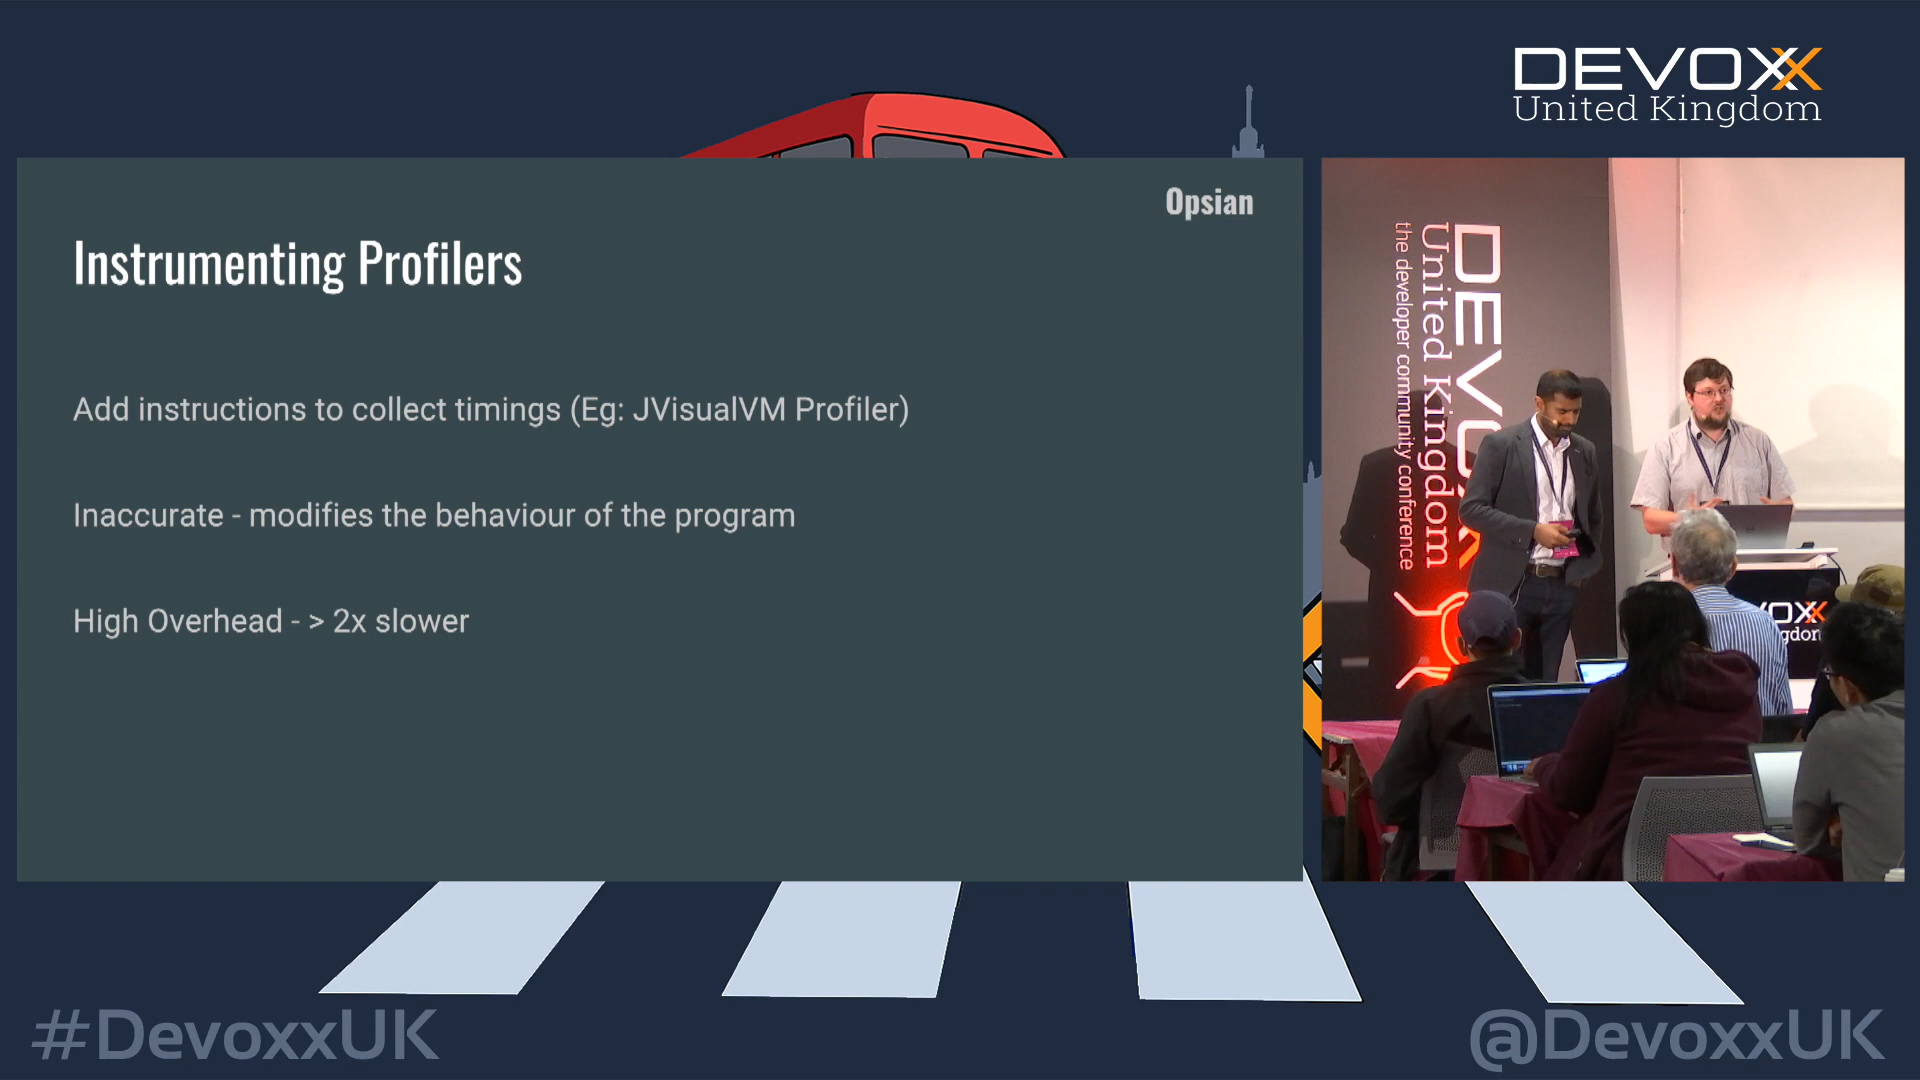 DEVOXX
United Kingdom
Opsian
Instrumenting Profilers
Add instructions to collect timings (Eg: JVisualVM Profiler)
Inaccurate - modifies the behaviour of the program
High Overhead - > 2x slower
DEVOXX
United Kingdom
the developer community conference
#DevoxxUK
@DevoxxUK